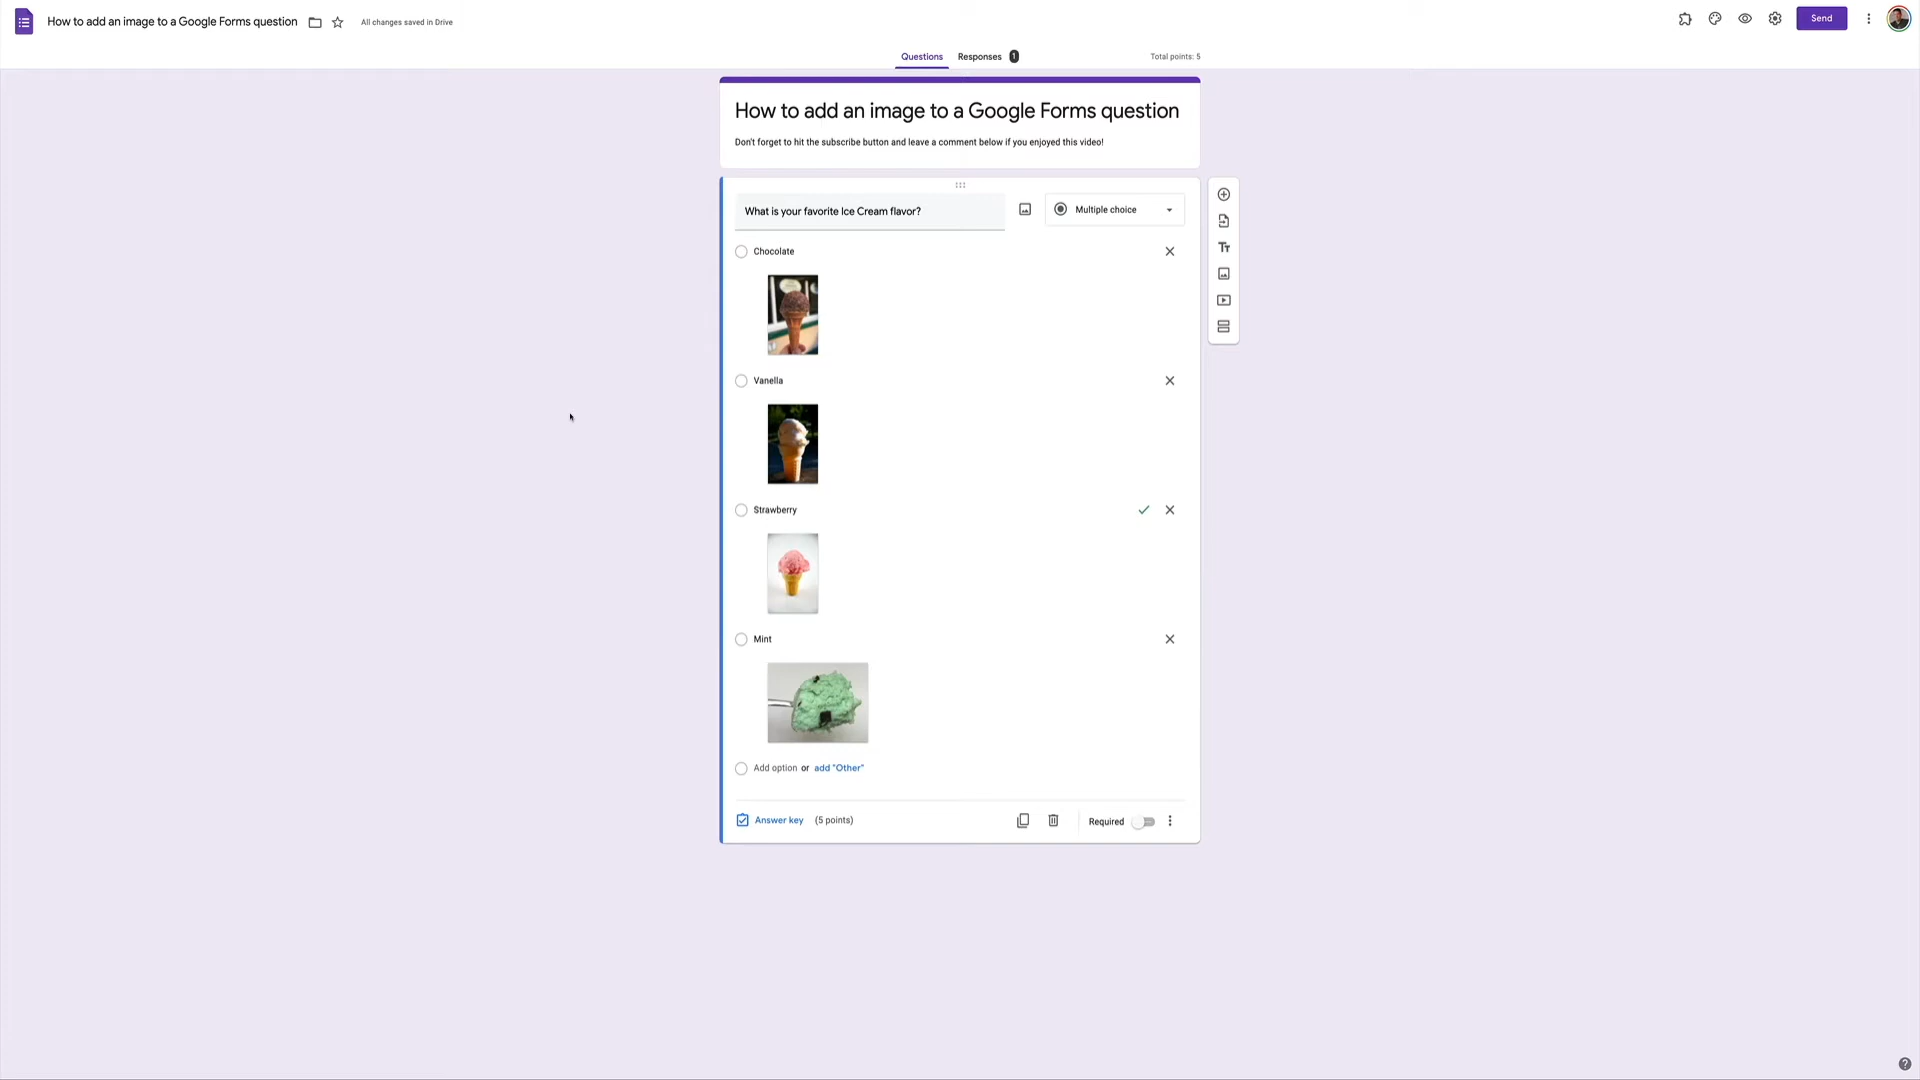 How to add an image to a Google Forms question
All changes saved in Drive
Send
Questions
Responses
1
Total points: 5
How to add an image to a Google Forms question
Don't forget to hit the subscribe button and leave a comment below if you enjoyed this video!
What is your favorite Ice Cream flavor?
Multiple choice
Tт
Chocolate
Vanella
Strawberry
Mint
Add option or add "Other"
Answer key (5 points)
Required